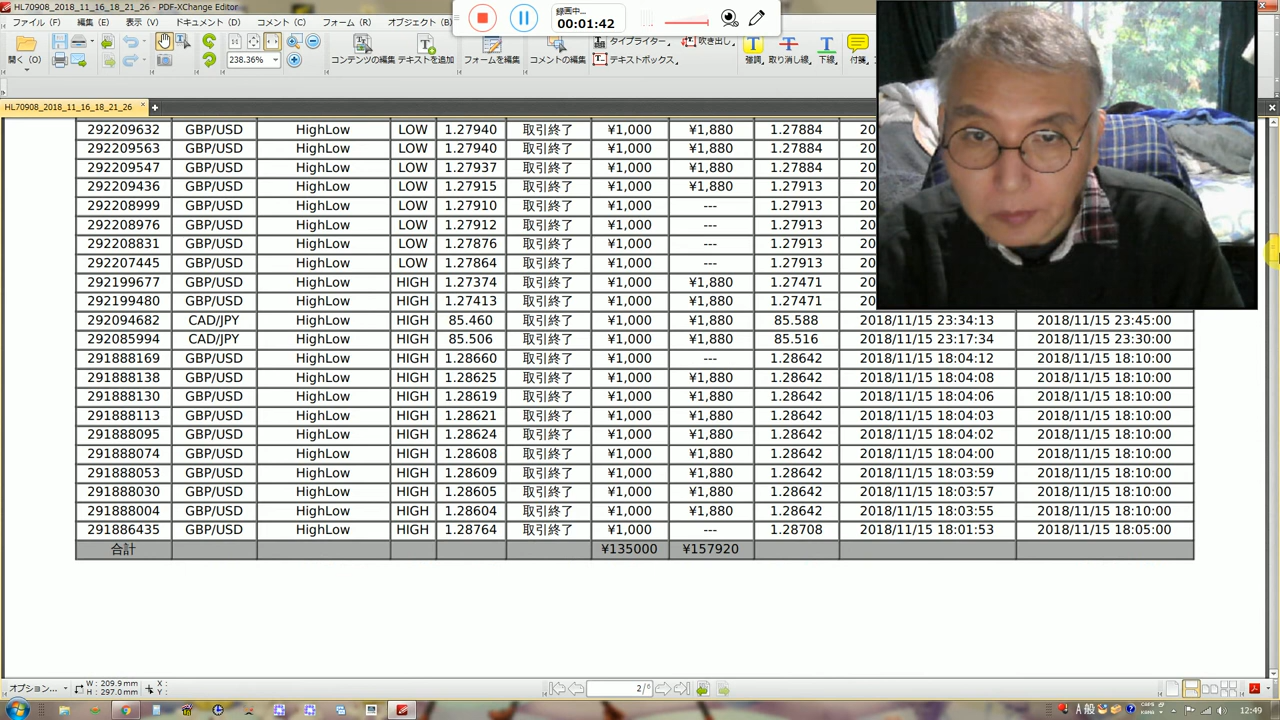 HL70908_2018_11_16_18_21_26 - PDF-XChange Editor
ファイル (F) 編集 (E) 表示 (V) ドキュメント (D) コメント (C) フォーム (R) オブジェクト (B)
録画中...
00:01:42
開く (O)
238.36%
コンテンツの編集
テキストを追加
フォームを編集
コメントの編集
タイプライター
吹き出し
テキストボックス
強調
取り消し線
下線
付箋
HL70908_2018_11_16_18_21_26
292209632 GBP/USD HighLow LOW 1.27940 取引終了 ¥1,000 ¥1,880 1.27884 20
292209563 GBP/USD HighLow LOW 1.27940 取引終了 ¥1,000 ¥1,880 1.27884 20
292209547 GBP/USD HighLow LOW 1.27937 取引終了 ¥1,000 ¥1,880 1.27884 20
292209436 GBP/USD HighLow LOW 1.27915 取引終了 ¥1,000 ¥1,880 1.27913 20
292208999 GBP/USD HighLow LOW 1.27910 取引終了 ¥1,000 --- 1.27913 20
292208976 GBP/USD HighLow LOW 1.27912 取引終了 ¥1,000 --- 1.27913 20
292208831 GBP/USD HighLow LOW 1.27876 取引終了 ¥1,000 --- 1.27913 20
292207445 GBP/USD HighLow LOW 1.27864 取引終了 ¥1,000 --- 1.27913 20
292199677 GBP/USD HighLow HIGH 1.27374 取引終了 ¥1,000 ¥1,880 1.27471 20
292199480 GBP/USD HighLow HIGH 1.27413 取引終了 ¥1,000 ¥1,880 1.27471 20
292094682 CAD/JPY HighLow HIGH 85.460 取引終了 ¥1,000 ¥1,880 85.588 2018/11/15 23:34:13 2018/11/15 23:45:00
292085994 CAD/JPY HighLow HIGH 85.506 取引終了 ¥1,000 ¥1,880 85.516 2018/11/15 23:17:34 2018/11/15 23:30:00
291888169 GBP/USD HighLow HIGH 1.28660 取引終了 ¥1,000 --- 1.28642 2018/11/15 18:04:12 2018/11/15 18:10:00
291888138 GBP/USD HighLow HIGH 1.28625 取引終了 ¥1,000 ¥1,880 1.28642 2018/11/15 18:04:08 2018/11/15 18:10:00
291888130 GBP/USD HighLow HIGH 1.28619 取引終了 ¥1,000 ¥1,880 1.28642 2018/11/15 18:04:06 2018/11/15 18:10:00
291888113 GBP/USD HighLow HIGH 1.28621 取引終了 ¥1,000 ¥1,880 1.28642 2018/11/15 18:04:03 2018/11/15 18:10:00
291888095 GBP/USD HighLow HIGH 1.28624 取引終了 ¥1,000 ¥1,880 1.28642 2018/11/15 18:04:02 2018/11/15 18:10:00
291888074 GBP/USD HighLow HIGH 1.28608 取引終了 ¥1,000 ¥1,880 1.28642 2018/11/15 18:04:00 2018/11/15 18:10:00
291888053 GBP/USD HighLow HIGH 1.28609 取引終了 ¥1,000 ¥1,880 1.28642 2018/11/15 18:03:59 2018/11/15 18:10:00
291888030 GBP/USD HighLow HIGH 1.28605 取引終了 ¥1,000 ¥1,880 1.28642 2018/11/15 18:03:57 2018/11/15 18:10:00
291888004 GBP/USD HighLow HIGH 1.28604 取引終了 ¥1,000 ¥1,880 1.28642 2018/11/15 18:03:55 2018/11/15 18:10:00
291886435 GBP/USD HighLow HIGH 1.28764 取引終了 ¥1,000 --- 1.28708 2018/11/15 18:01:53 2018/11/15 18:05:00
合計 ¥135000 ¥157920
オプション...
W : 209.9 mm
H : 297.0 mm
X :
Y :
2/6
A 般
CAPS
KANA
12:49